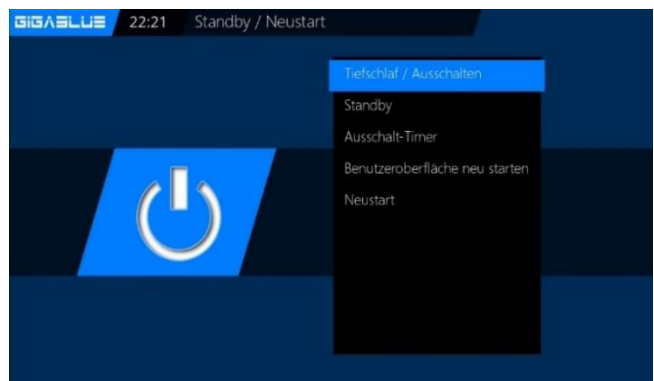 GIGABLUE 22:21 Standby / Neustart
Tiefschlaf / Ausschalten
Standby
Ausschalt-Timer
Benutzeroberfläche neu starten
Neustart